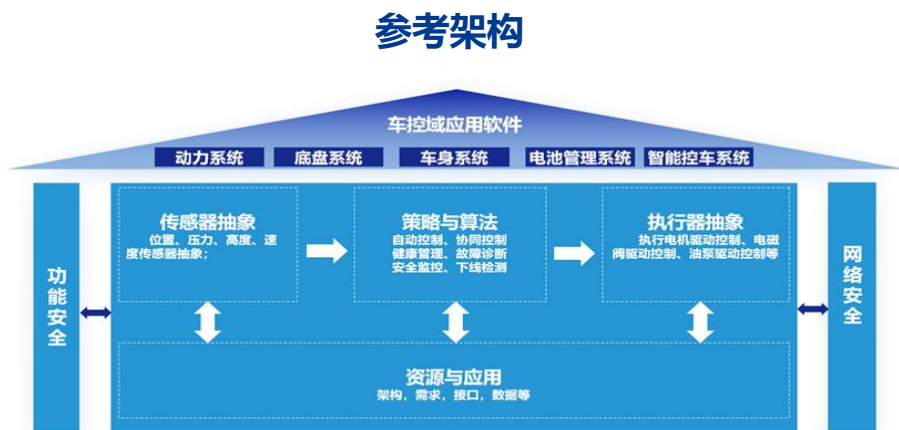 参考架构
车控域应用软件
动力系统
底盘系统
车身系统
电池管理系统
智能控车系统
功能安全
传感器抽象
位置、压力、高度、速
度传感器抽象；
策略与算法
自动控制、协同控制
健康管理、故障诊断
安全监控、下线检测
执行器抽象
执行电机驱动控制、电磁
阀驱动控制、油泵驱动控制等
网络安全
资源与应用
架构，需求，接口，数据等